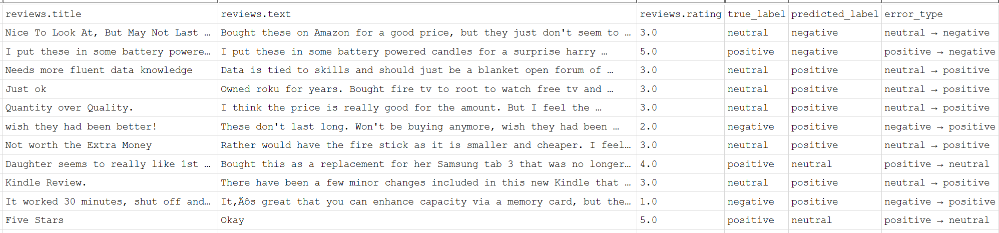 reviews.title reviews.text reviews.rating true_label predicted_label error_type
Nice To Look At, But May Not Last … Bought these on Amazon for a good price, but they just don't seem to … 3.0 neutral negative neutral → negative
I put these in some battery powere… I put these in some battery powered candles for a surprise harry … 5.0 positive negative positive → negative
Needs more fluent data knowledge Data is tied to skills and should just be a blanket open forum of … 3.0 neutral positive neutral → positive
Just ok Owned roku for years. Bought fire tv to root to watch free tv and … 3.0 neutral positive neutral → positive
Quantity over Quality. I think the price is really good for the amount. But I feel the … 3.0 neutral positive neutral → positive
wish they had been better! These don't last long. Won't be buying anymore, wish they had been … 2.0 negative positive negative → positive
Not worth the Extra Money Rather would have the fire stick as it is smaller and cheaper. I feel… 3.0 neutral positive neutral → positive
Daughter seems to really like 1st … Bought this as a replacement for her Samsung tab 3 that was no longer… 4.0 positive neutral positive → neutral
Kindle Review. There have been a few minor changes included in this new Kindle that … 3.0 neutral positive neutral → positive
It worked 30 minutes, shut off and… It‚Äôs great that you can enhance capacity via a memory card, but the… 1.0 negative positive negative → positive
Five Stars Okay 5.0 positive neutral positive → neutral